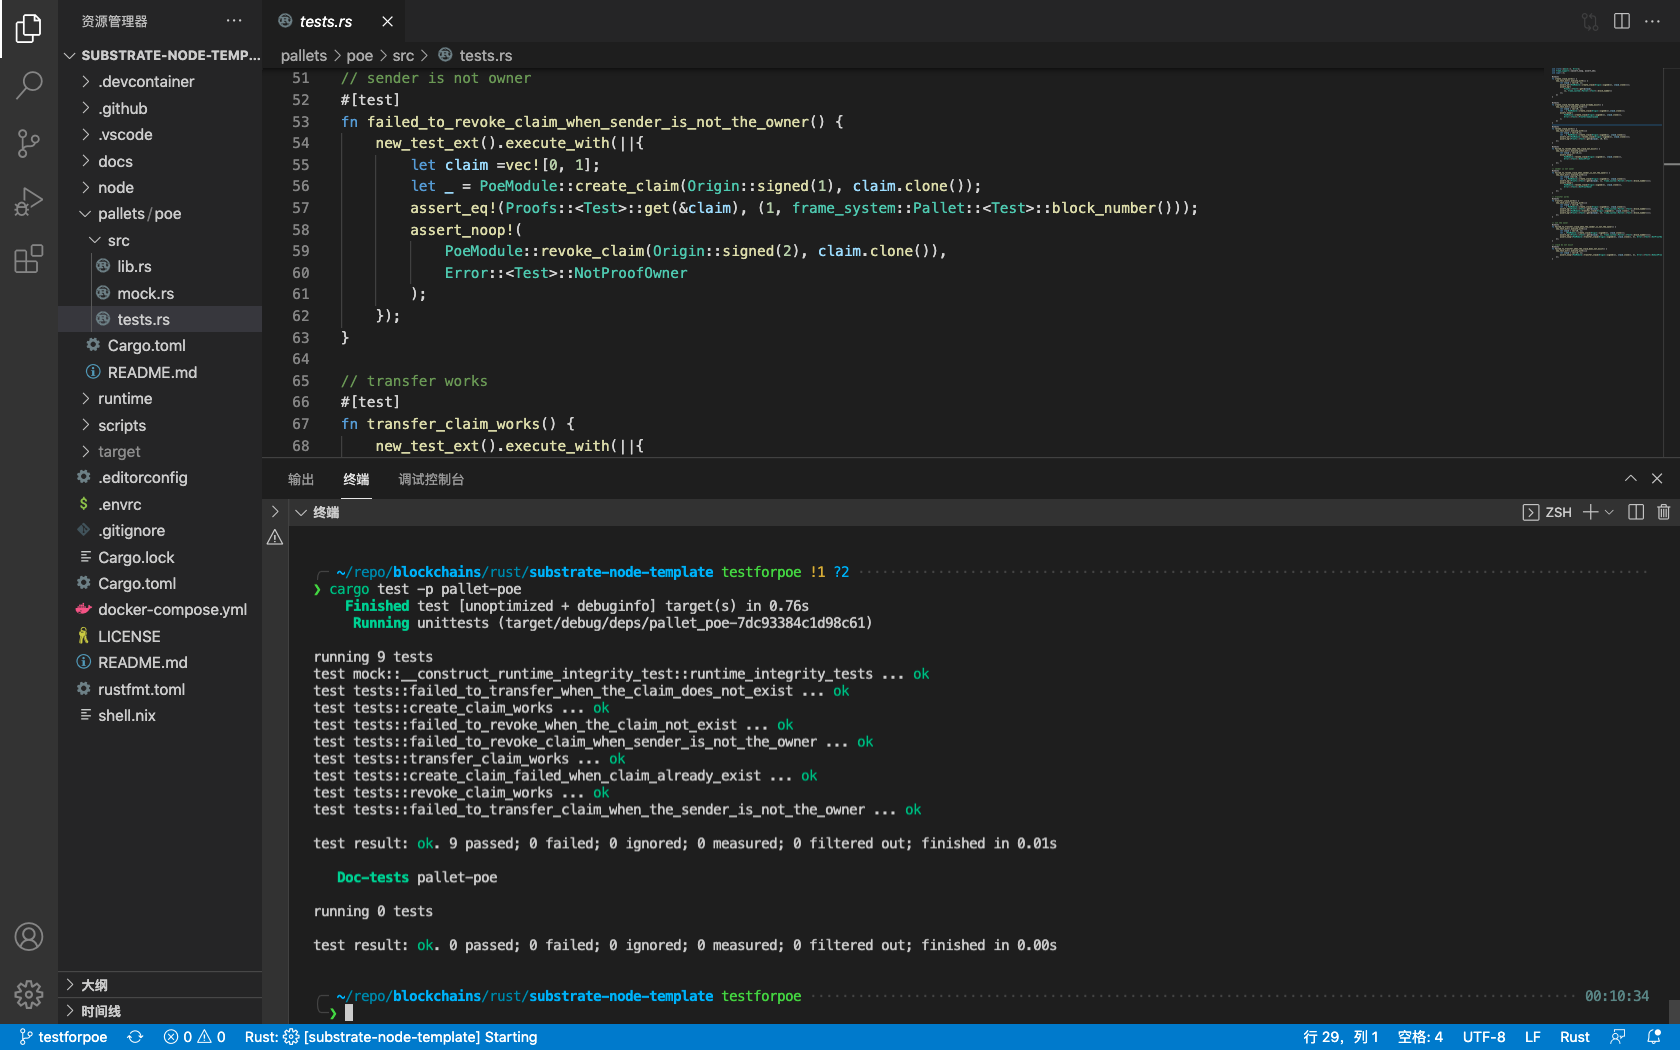 资源管理器 ···
SUBSTRATE-NODE-TEMP...
.devcontainer
.github
.vscode
docs
node
pallets / poe
src
lib.rs
mock.rs
tests.rs
Cargo.toml
README.md
runtime
scripts
target
.editorconfig
.envrc
.gitignore
Cargo.lock
Cargo.toml
docker-compose.yml
LICENSE
README.md
rustfmt.toml
shell.nix
大纲
时间线
tests.rs
pallets > poe > src > tests.rs
51 // sender is not owner
52 #[test]
53 fn failed_to_revoke_claim_when_sender_is_not_the_owner() {
54 new_test_ext().execute_with(||{
55 let claim =vec![0, 1];
56 let _ = PoeModule::create_claim(Origin::signed(1), claim.clone());
57 assert_eq!(Proofs::<Test>::get(&claim), (1, frame_system::Pallet::<Test>::block_number()));
58 assert_noop!(
59 PoeModule::revoke_claim(Origin::signed(2), claim.clone()),
60 Error::<Test>::NotProofOwner
61 );
62 });
63 }
64
65 // transfer works
66 #[test]
67 fn transfer_claim_works() {
68 new_test_ext().execute_with(||{
输出 终端 调试控制台
终端 ZSH
~/repo/blockchains/rust/substrate-node-template testforpoe !1 ?2
❯ cargo test -p pallet-poe
Finished test [unoptimized + debuginfo] target(s) in 0.76s
Running unittests (target/debug/deps/pallet_poe-7dc93384c1d98c61)
running 9 tests
test mock::__construct_runtime_integrity_test::runtime_integrity_tests ... ok
test tests::failed_to_transfer_when_the_claim_does_not_exist ... ok
test tests::create_claim_works ... ok
test tests::failed_to_revoke_when_the_claim_not_exist ... ok
test tests::failed_to_revoke_claim_when_sender_is_not_the_owner ... ok
test tests::transfer_claim_works ... ok
test tests::create_claim_failed_when_claim_already_exist ... ok
test tests::revoke_claim_works ... ok
test tests::failed_to_transfer_claim_when_the_sender_is_not_the_owner ... ok
test result: ok. 9 passed; 0 failed; 0 ignored; 0 measured; 0 filtered out; finished in 0.01s
Doc-tests pallet-poe
running 0 tests
test result: ok. 0 passed; 0 failed; 0 ignored; 0 measured; 0 filtered out; finished in 0.00s
~/repo/blockchains/rust/substrate-node-template testforpoe 00:10:34
❯
testforpoe 0 0 Rust: [substrate-node-template] Starting 行 29，列 1 空格: 4 UTF-8 LF Rust